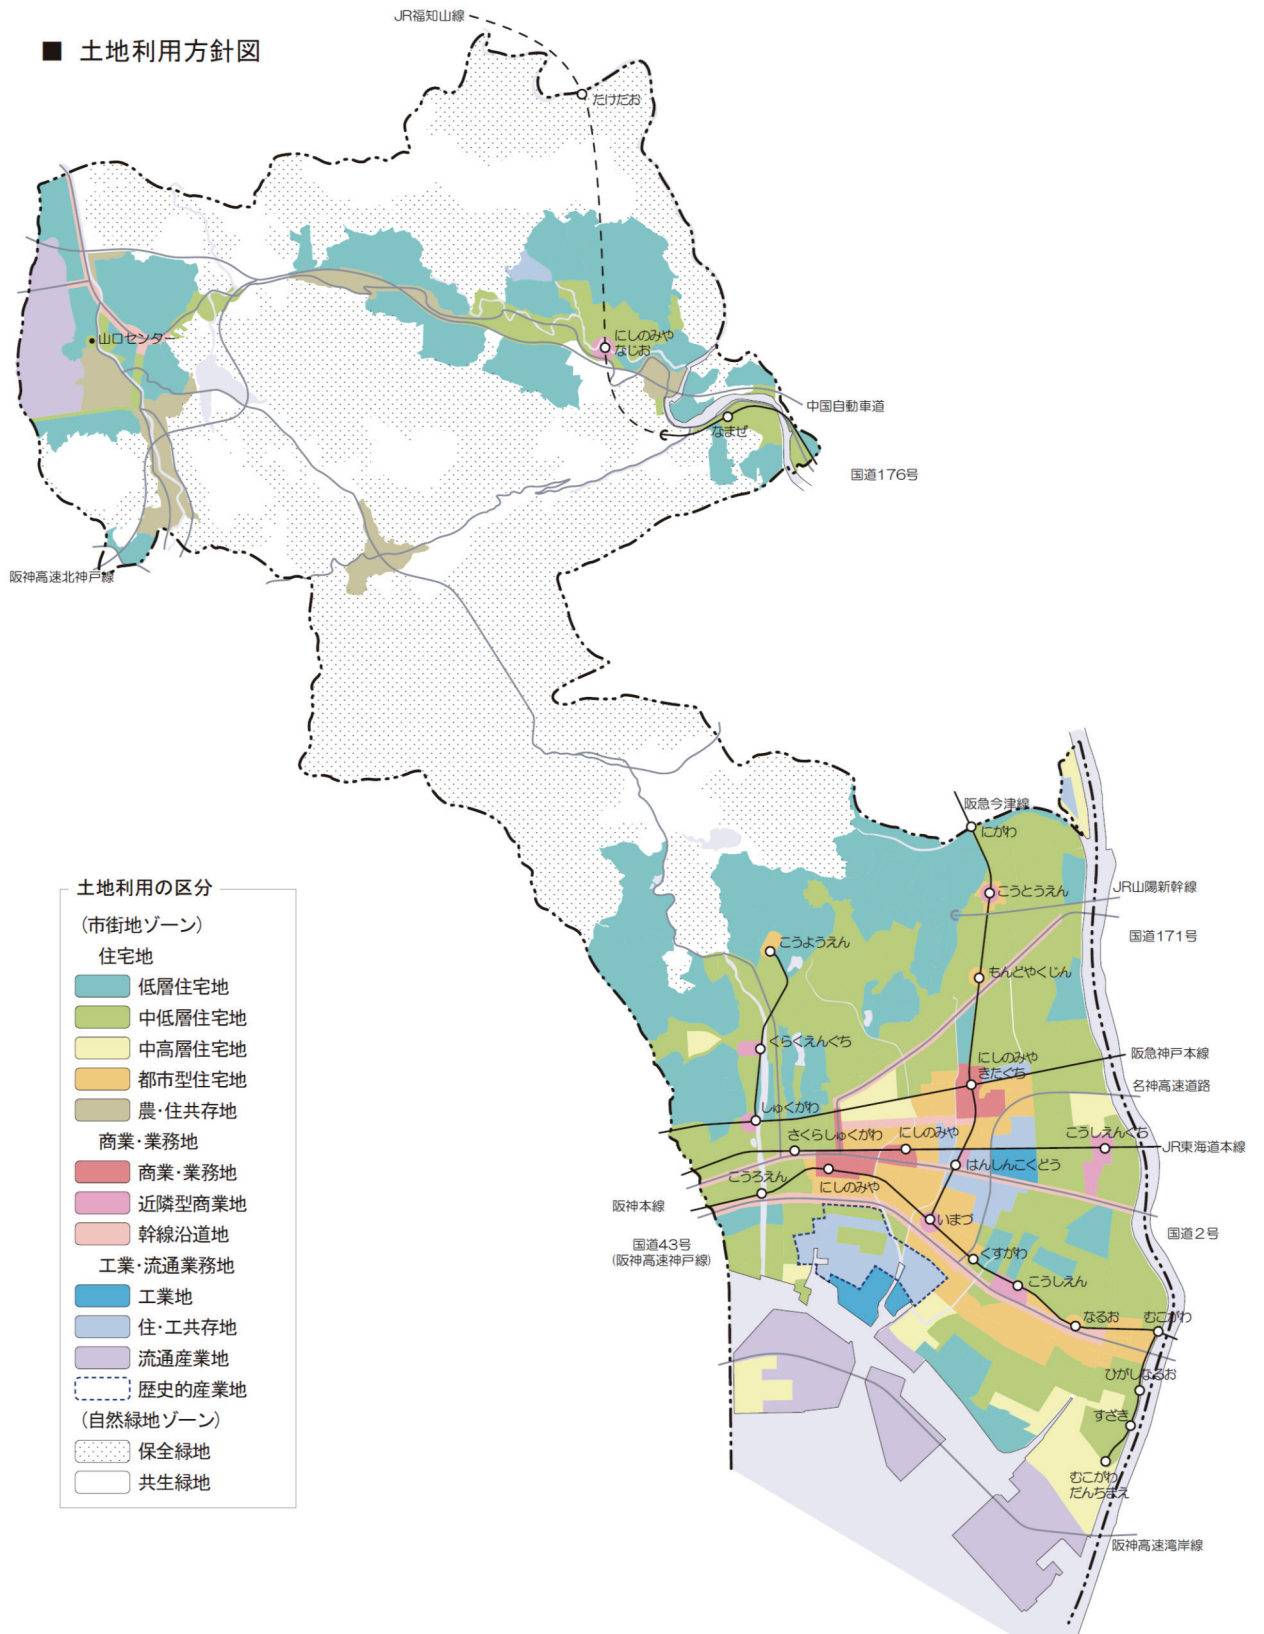 JR福知山線
■ 土地利用方針図
たけだお
山口センター
にしのみや
なじお
中国自動車道
なまぜ
国道176号
阪神高速北神戸線
阪急今津線
にがわ
こうとうえん
JR山陽新幹線
国道171号
こうようえん
もんどやくじん
くらくえんぐち
にしのみや
きたぐち
阪急神戸本線
名神高速道路
しゅくがわ
さくらしゅくがわ
にしのみや
こうしえんぐち
JR東海道本線
はんしんこくどう
こうろえん
にしのみや
阪神本線
いまづ
国道2号
国道43号
(阪神高速神戸線)
くすがわ
こうしえん
なるお
むこがわ
ひがしなるお
すざき
むこがわ
だんちまえ
阪神高速湾岸線
土地利用の区分
(市街地ゾーン)
住宅地
低層住宅地
中低層住宅地
中高層住宅地
都市型住宅地
農・住共存地
商業・業務地
商業・業務地
近隣型商業地
幹線沿道地
工業・流通業務地
工業地
住・工共存地
流通産業地
歴史的産業地
(自然緑地ゾーン)
保全緑地
共生緑地